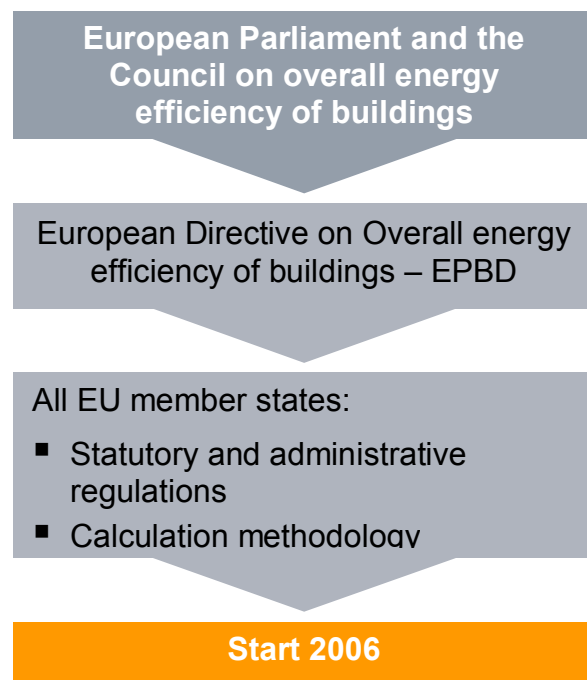 European Parliament and the
Council on overall energy
efficiency of buildings
European Directive on Overall energy
efficiency of buildings – EPBD
All EU member states:
▪ Statutory and administrative
regulations
▪ Calculation methodology
Start 2006